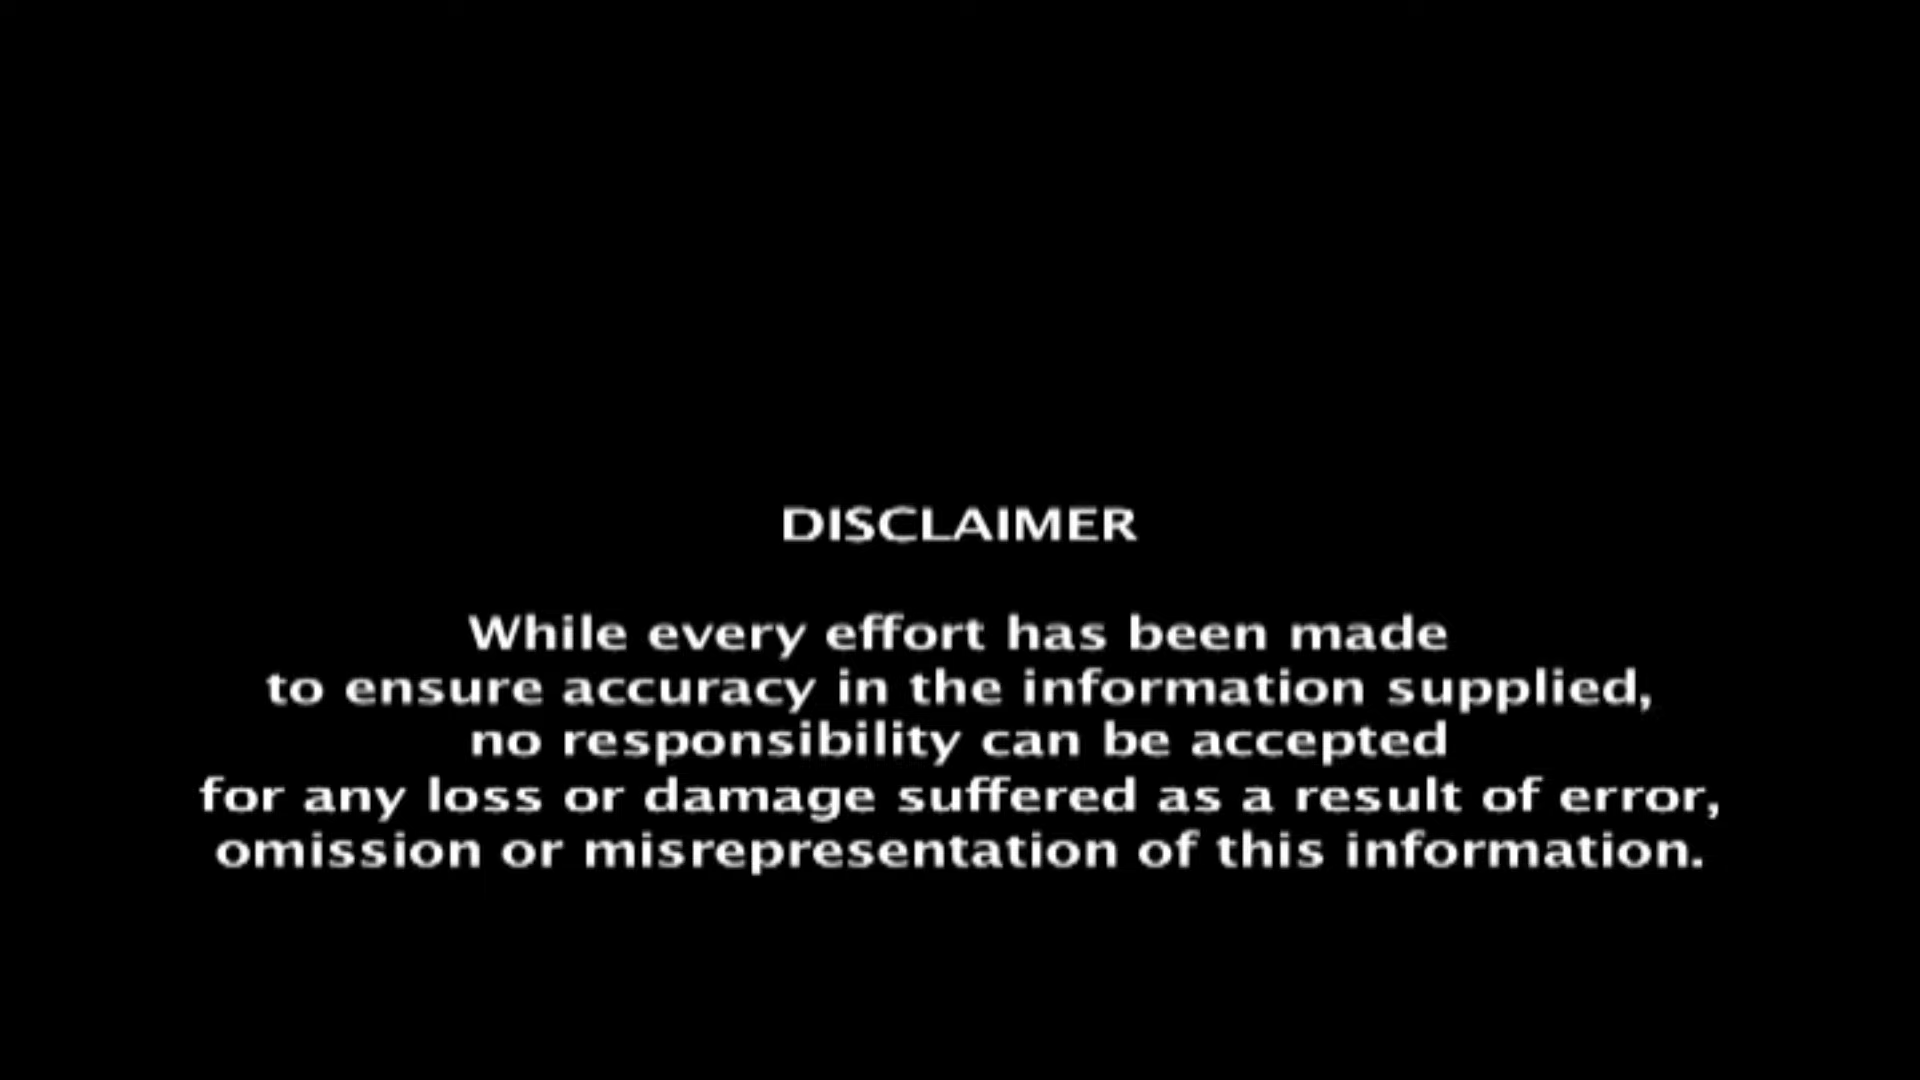 DISCLAIMER
While every effort has been made
to ensure accuracy in the information supplied,
no responsibility can be accepted
for any loss or damage suffered as a result of error,
omission or misrepresentation of this information.